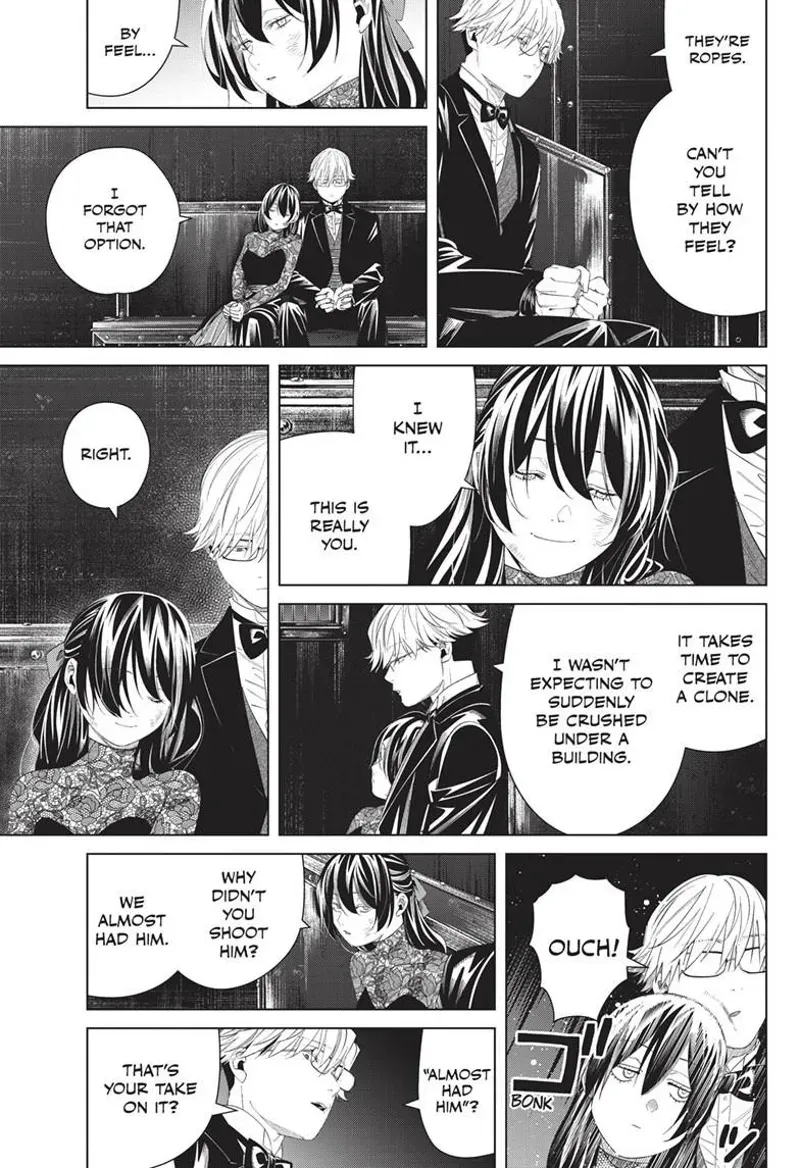 THEY'RE
ROPES.
CAN'T
YOU
TELL
BY HOW
THEY
FEEL?
BY
FEEL...
I
FORGOT
THAT
OPTION.
I
KNEW
IT...
THIS IS
REALLY
YOU.
RIGHT.
IT TAKES
TIME TO
CREATE
A CLONE.
I WASN'T
EXPECTING TO
SUDDENLY
BE CRUSHED
UNDER A
BUILDING.
OUCH!
ゴッ
BONK
WHY
DIDN'T
YOU
SHOOT
HIM?
WE
ALMOST
HAD HIM.
"ALMOST
HAD
HIM"?
THAT'S
YOUR TAKE
ON IT?